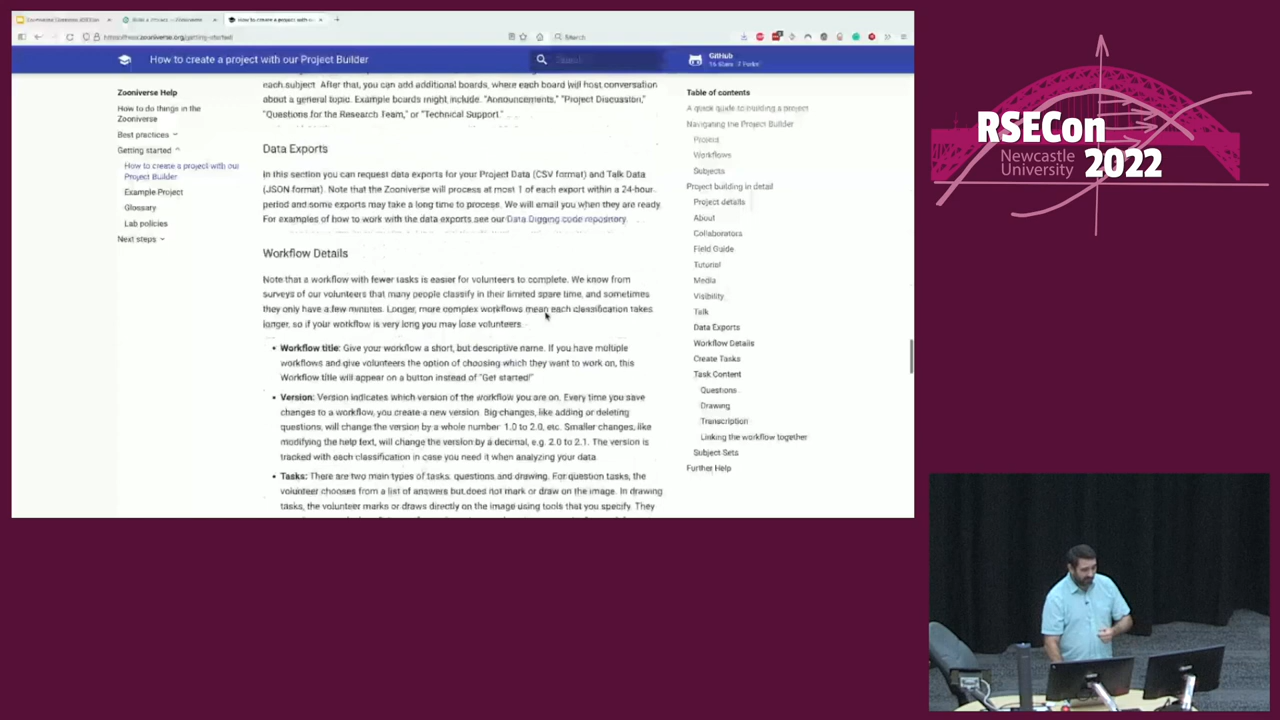 How to create a project with our Project Builder
Search
GitHub
Zooniverse Help
How to do things in the
Zooniverse
Best practices
Getting started
How to create a project with our
Project Builder
Example Project
Glossary
Lab policies
Next steps
each subject. After that, you can add additional boards, where each board will host conversation
about a general topic. Example boards might include. "Announcements," "Project Discussion,"
"Questions for the Research Team," or "Technical Support."
Data Exports
In this section you can request data exports for your Project Data (CSV format) and Talk Data
(JSON format). Note that the Zooniverse will process at most 1 of each export within a 24-hour
period and some exports may take a long time to process. We will email you when they are ready.
For examples of how to work with the data exports see our Data Digging code repository.
Workflow Details
Note that a workflow with fewer tasks is easier for volunteers to complete. We know from
surveys of our volunteers that many people classify in their limited spare time, and sometimes
they only have a few minutes. Longer, more complex workflows mean each classification takes
longer, so if your workflow is very long you may lose volunteers.
• Workflow title: Give your workflow a short, but descriptive name. If you have multiple
workflows and give volunteers the option of choosing which they want to work on, this
Workflow title will appear on a button instead of "Get started!"
• Version: Version indicates which version of the workflow you are on. Every time you save
changes to a workflow, you create a new version. Big changes, like adding or deleting
questions, will change the version by a whole number 1.0 to 2.0, etc. Smaller changes, like
modifying the help text, will change the version by a decimal, e.g. 2.0 to 2.1. The version is
tracked with each classification in case you need it when analyzing your data.
• Tasks: There are two main types of tasks, questions and drawing. For question tasks, the
volunteer chooses from a list of answers but does not mark or draw on the image. In drawing
tasks, the volunteer marks or draws directly on the image using tools that you specify. They
Table of contents
A quick guide to building a project
Navigating the Project Builder
Project
Workflows
Subjects
Project building in detail
Project details
About
Collaborators
Field Guide
Tutorial
Media
Visibility
Talk
Data Exports
Workflow Details
Create Tasks
Task Content
Questions
Drawing
Transcription
Linking the workflow together
Subject Sets
Further Help
RSECon
Newcastle
University 2022